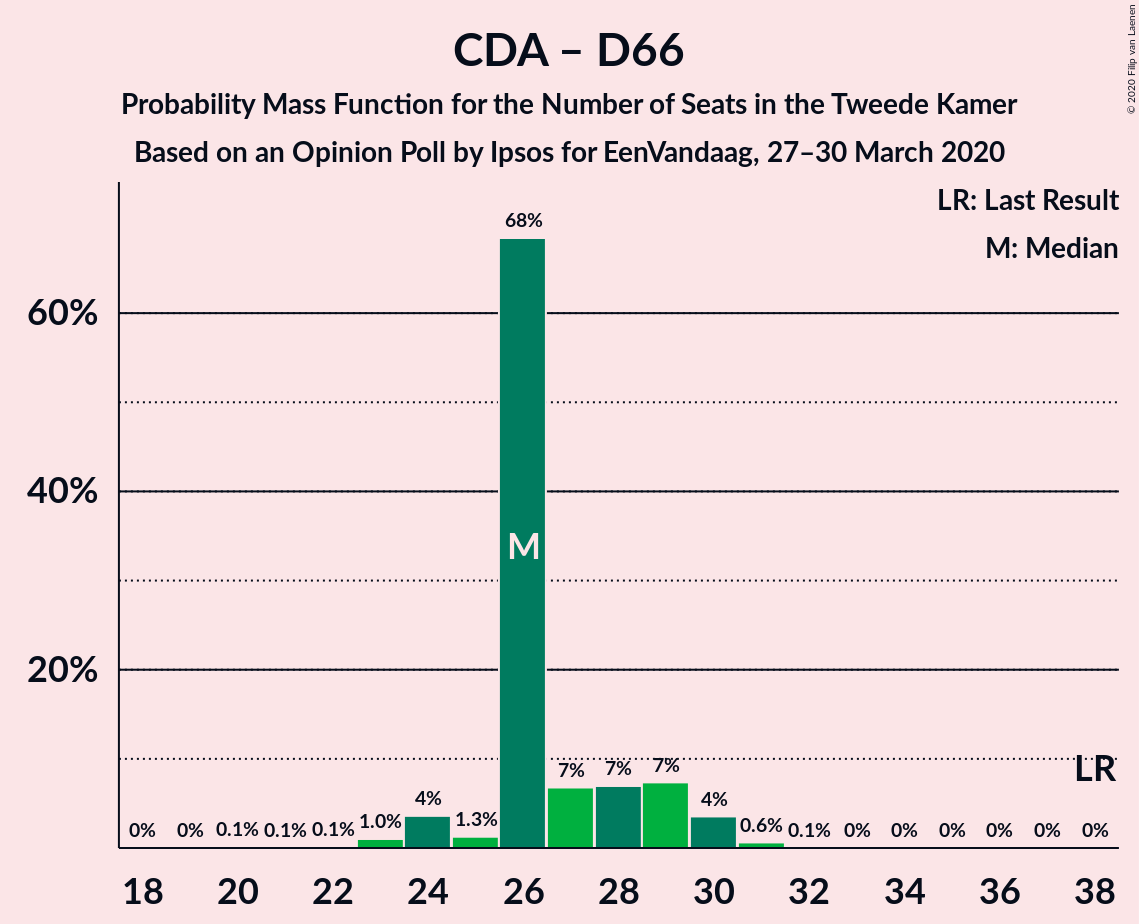 CDA – D66
Probability Mass Function for the Number of Seats in the Tweede Kamer
Based on an Opinion Poll by Ipsos for EenVandaag, 27–30 March 2020
© 2020 Filip van Laenen
LR: Last Result
M: Median
60%
40%
20%
68%
M
LR
0% 0% 0.1% 0.1% 0.1% 1.0% 4% 1.3% 7% 7% 7% 4% 0.6% 0.1% 0% 0% 0% 0% 0% 0%
18 20 22 24 26 28 30 32 34 36 38